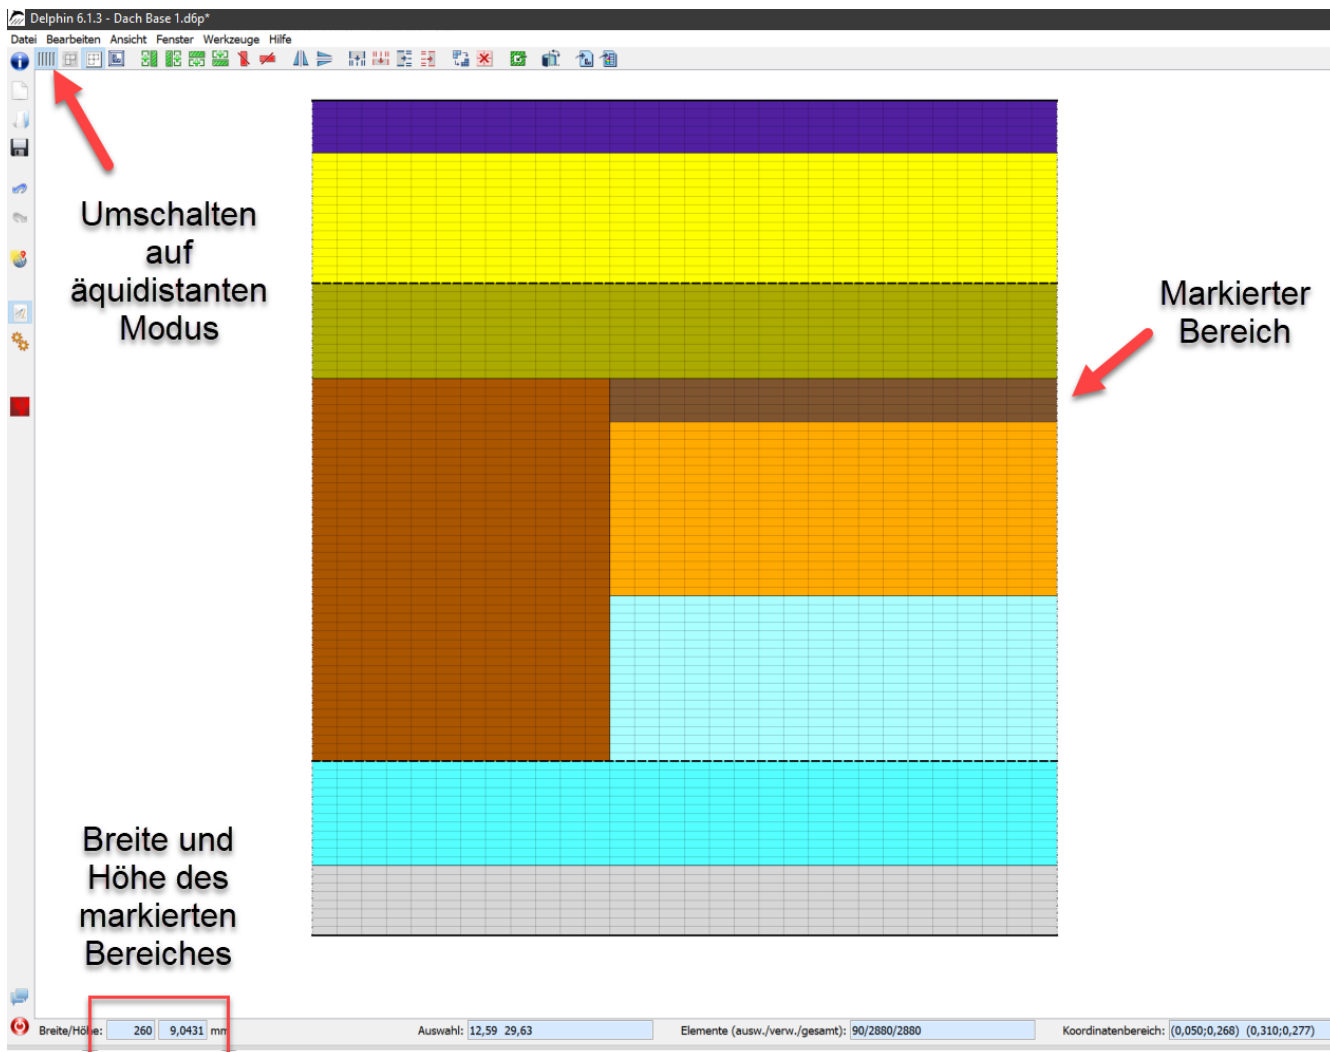 Delphin 6.1.3 - Dach Base 1.d6p*
Datei Bearbeiten Ansicht Fenster Werkzeuge Hilfe
Umschalten
auf
äquidistanten
Modus
Markierter
Bereich
Breite und
Höhe des
markierten
Bereiches
Breite/Höhe: 260 9,0431 mm Auswahl: 12,59 29,63 Elemente (ausw./verw./gesamt): 90/2880/2880 Koordinatenbereich: (0,050;0,268) (0,310;0,277)